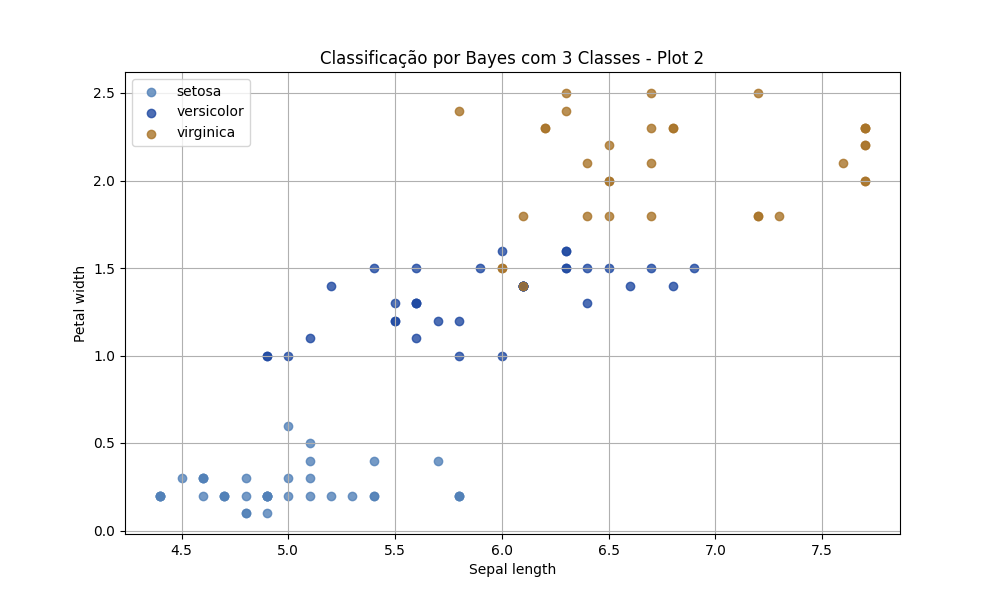 Classificação por Bayes com 3 Classes - Plot 2
setosa
versicolor
virginica
Petal width
2.5
2.0
1.5
1.0
0.5
0.0
4.5 5.0 5.5 6.0 6.5 7.0 7.5
Sepal length